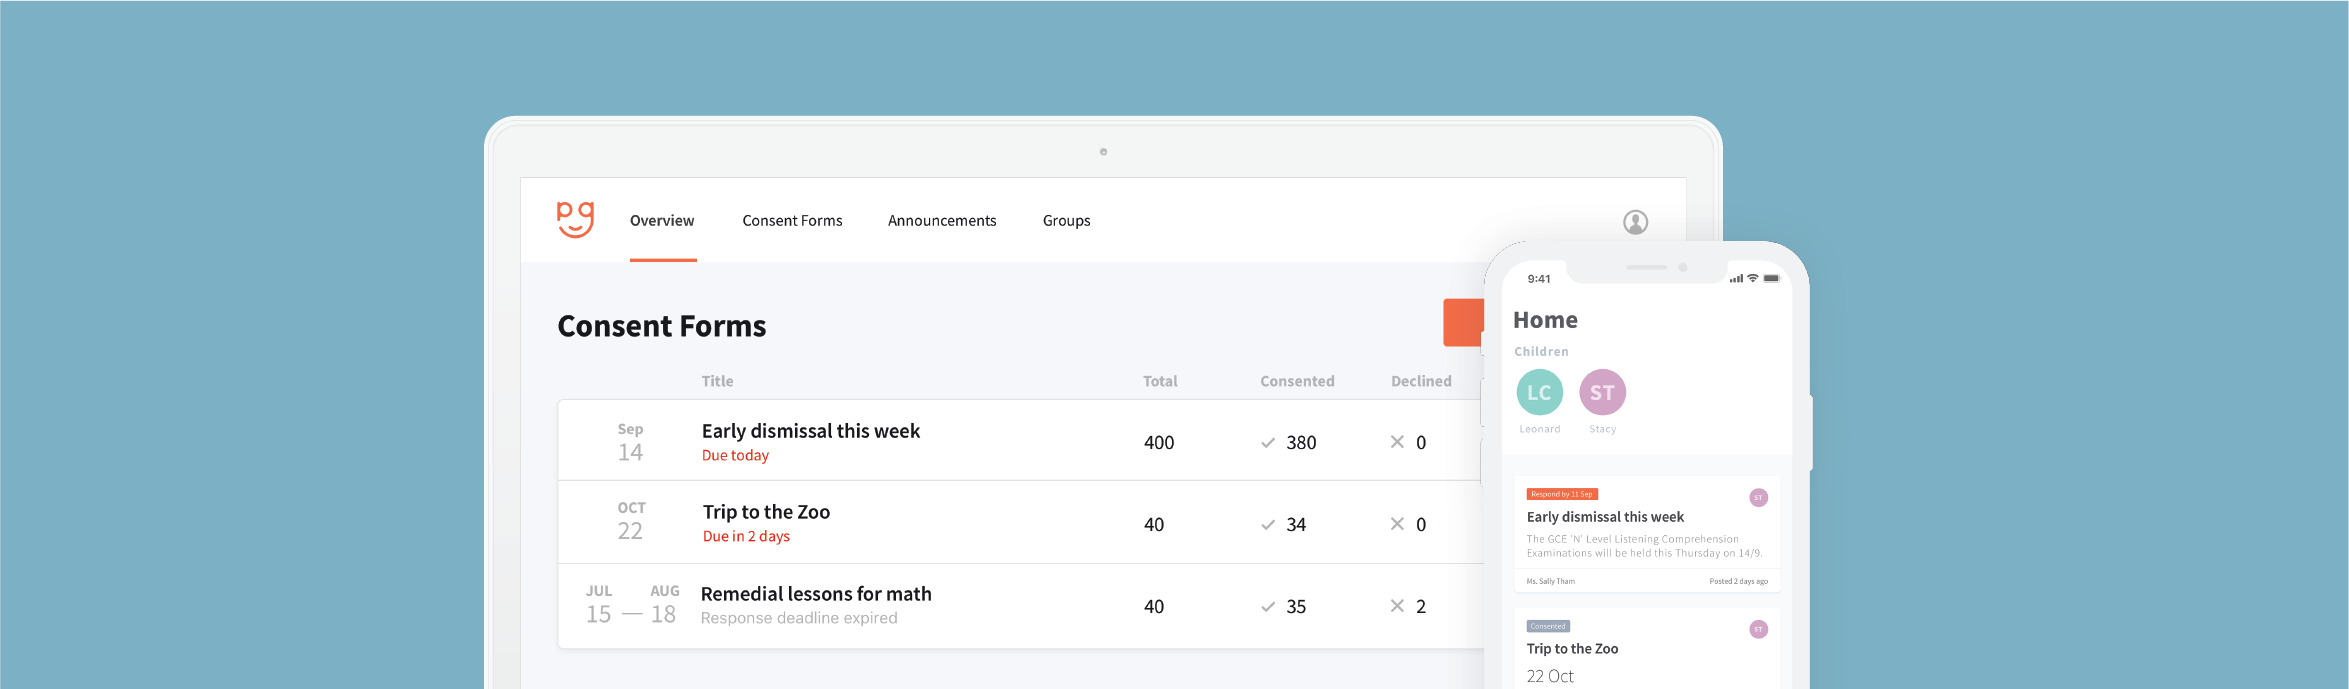 pg
Overview
Consent Forms
Announcements
Groups
Consent Forms
Title
Total
Consented
Declined
Sep
14
Early dismissal this week
Due today
400
380
0
OCT
22
Trip to the Zoo
Due in 2 days
40
34
0
JUL
AUG
15 — 18
Remedial lessons for math
Response deadline expired
40
35
2
9:41
Home
Children
LC
ST
Leonard
Stacy
Respond by 11 Sep
ST
Early dismissal this week
The GCE 'N' Level Listening Comprehension
Examinations will be held this Thursday on 14/9.
Ms. Sally Tham
Posted 2 days ago
Consented
ST
Trip to the Zoo
22 Oct